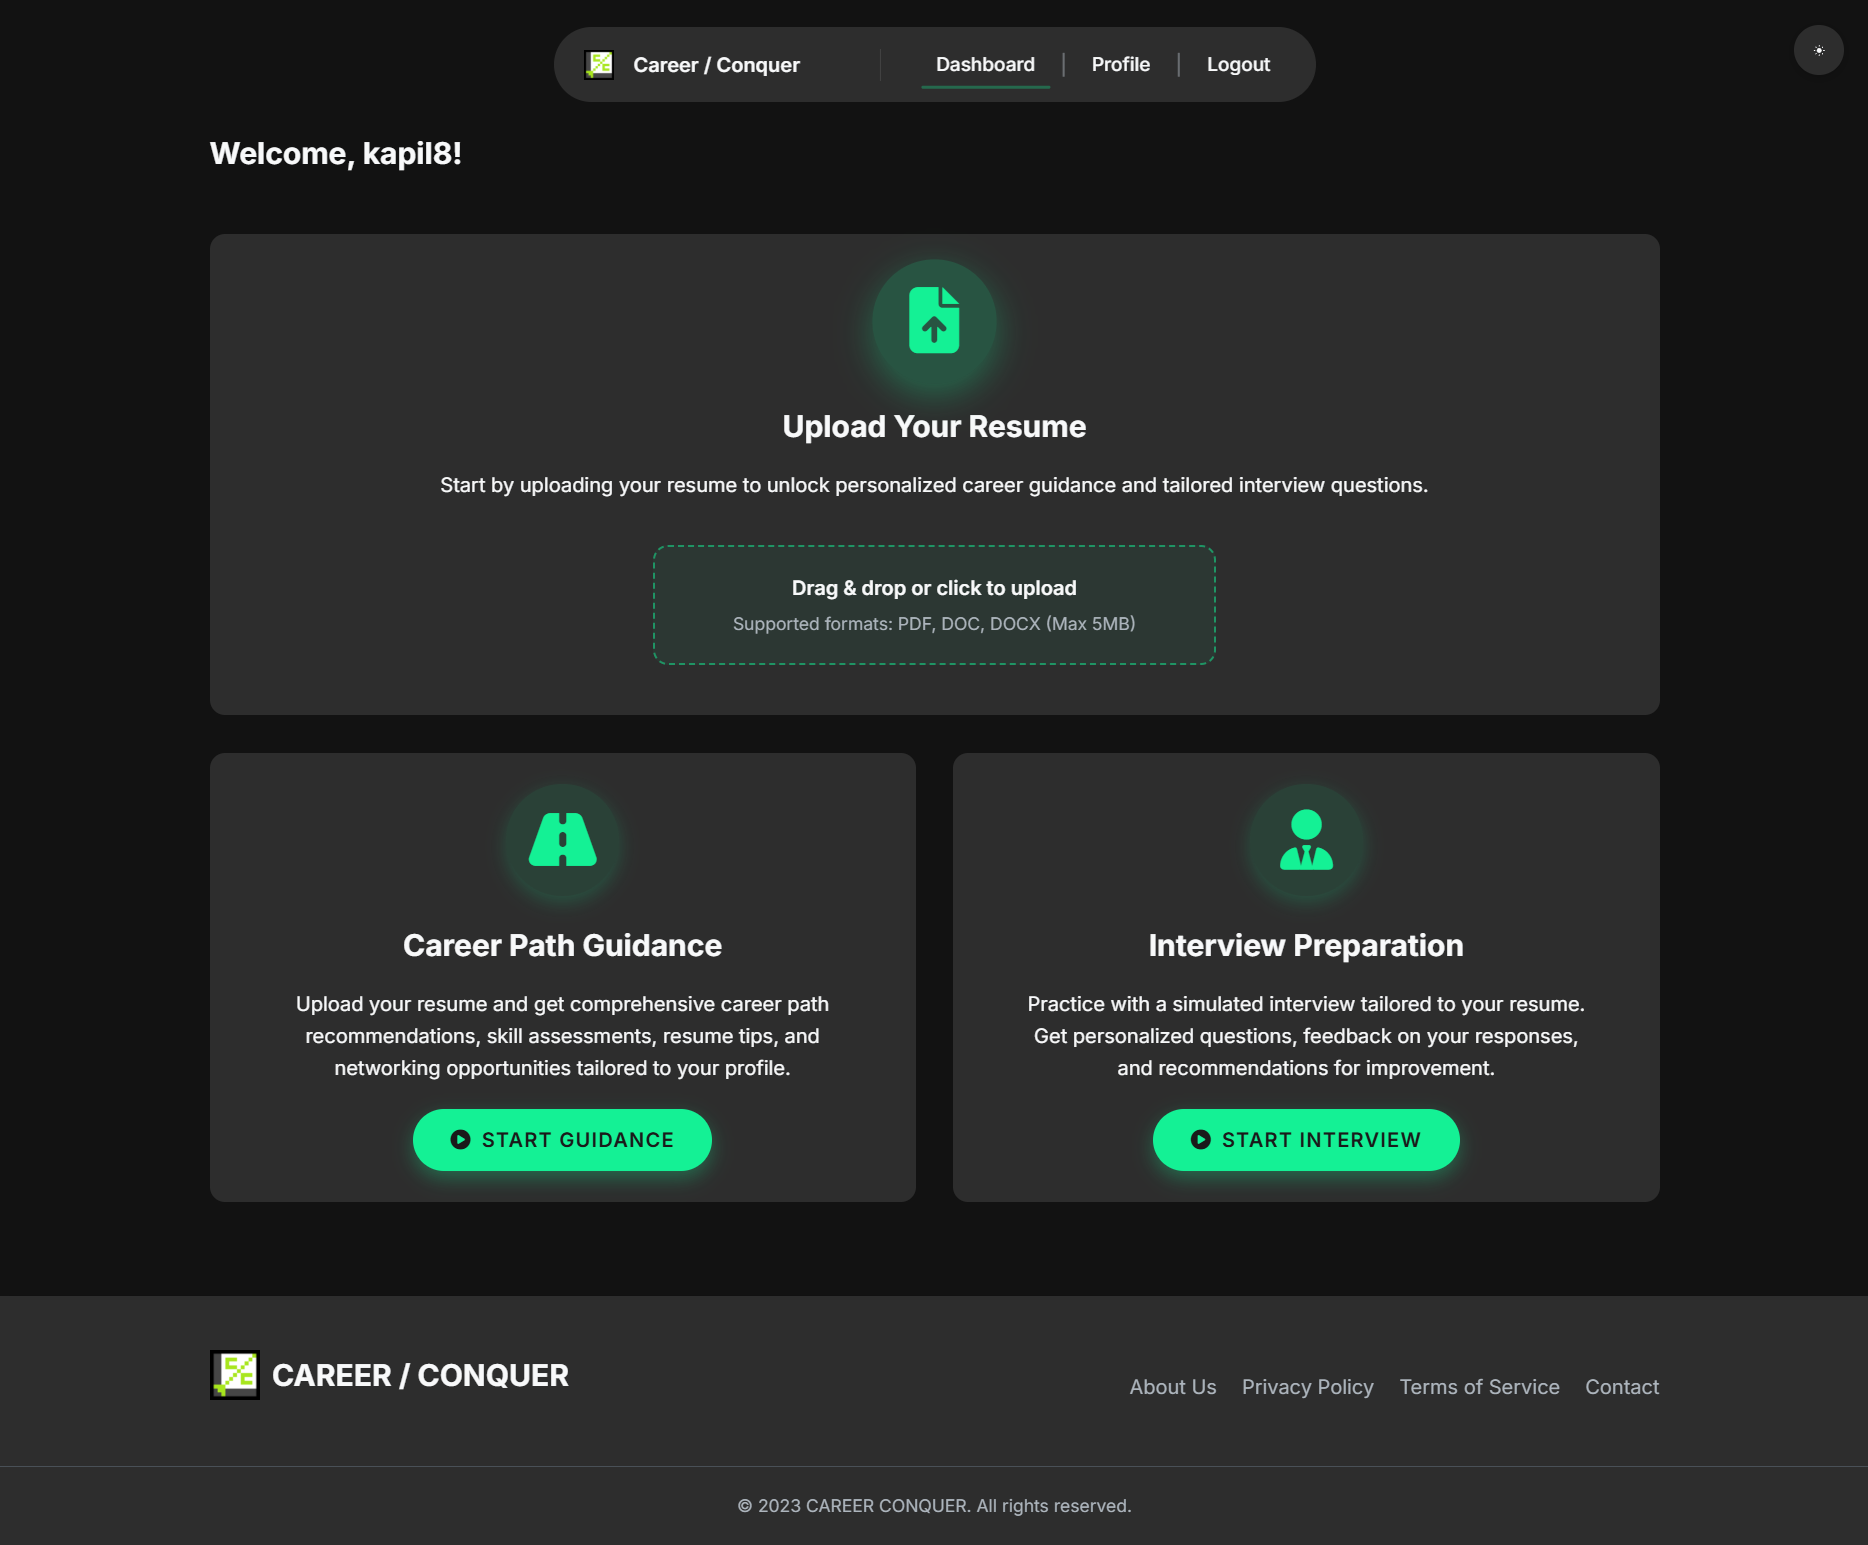 Career / Conquer
Dashboard | Profile | Logout
Welcome, kapil8!
Upload Your Resume
Start by uploading your resume to unlock personalized career guidance and tailored interview questions.
Drag & drop or click to upload
Supported formats: PDF, DOC, DOCX (Max 5MB)
Career Path Guidance
Upload your resume and get comprehensive career path
recommendations, skill assessments, resume tips, and
networking opportunities tailored to your profile.
START GUIDANCE
Interview Preparation
Practice with a simulated interview tailored to your resume.
Get personalized questions, feedback on your responses,
and recommendations for improvement.
START INTERVIEW
CAREER / CONQUER
About Us Privacy Policy Terms of Service Contact
© 2023 CAREER CONQUER. All rights reserved.